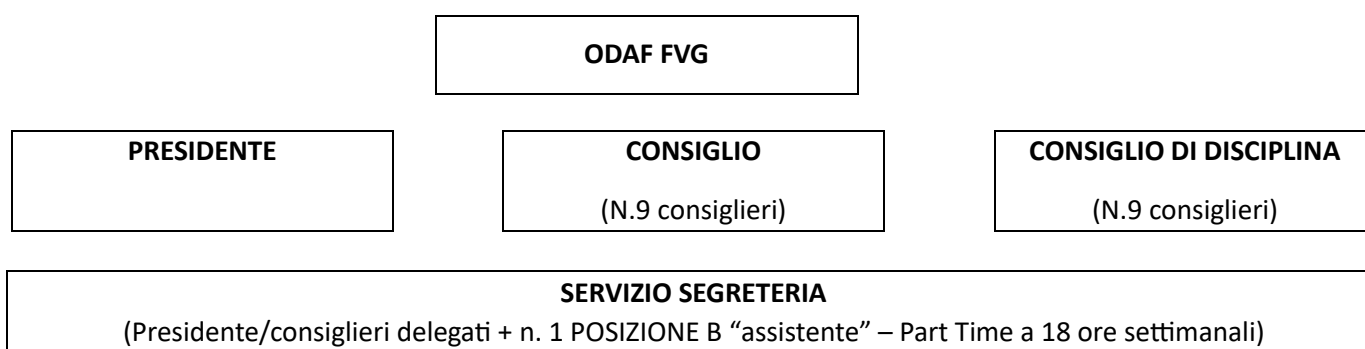 ODAF FVG
PRESIDENTE
CONSIGLIO
(N.9 consiglieri)
CONSIGLIO DI DISCIPLINA
(N.9 consiglieri)
SERVIZIO SEGRETERIA
(Presidente/consiglieri delegati + n. 1 POSIZIONE B “assistente” – Part Time a 18 ore settimanali)